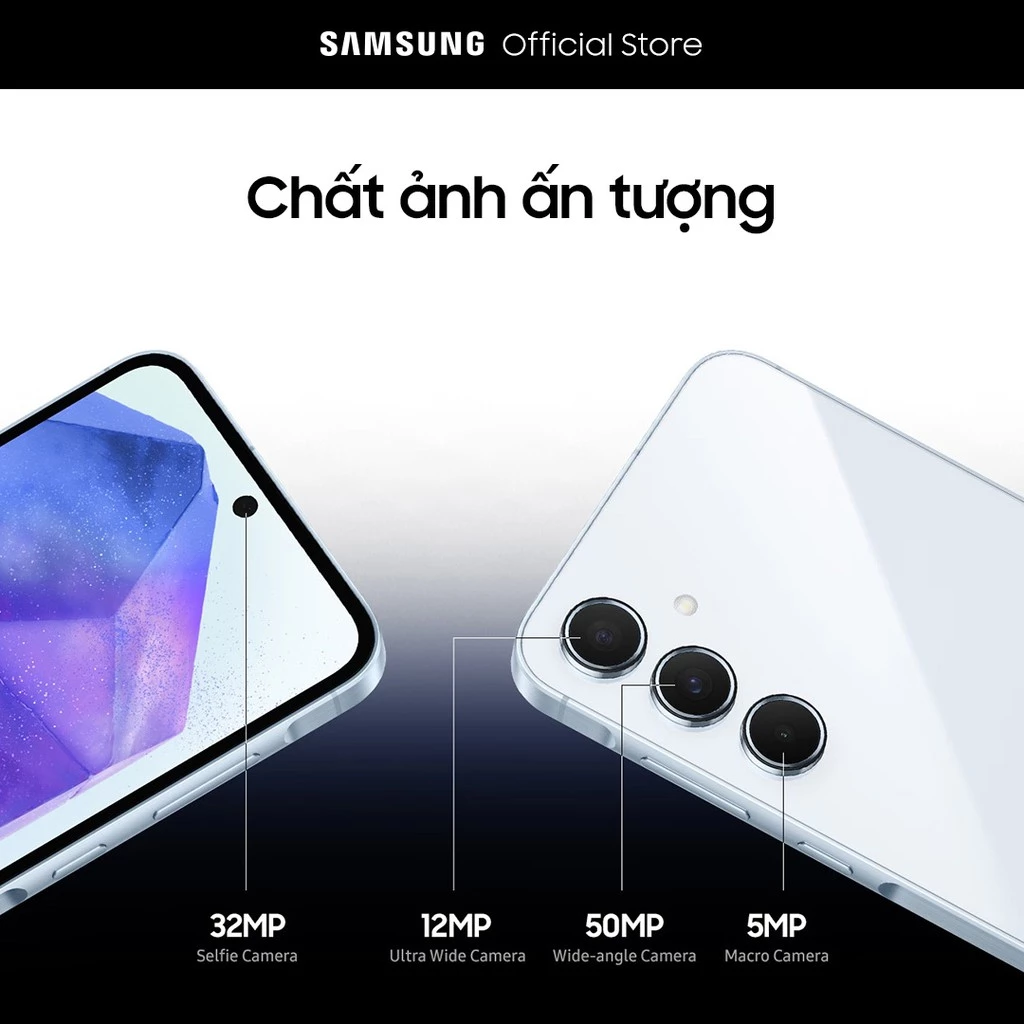 SAMSUNG Official Store
Chất ảnh ấn tượng
32MP
Selfie Camera
12MP
Ultra Wide Camera
50MP
Wide-angle Camera
5MP
Macro Camera